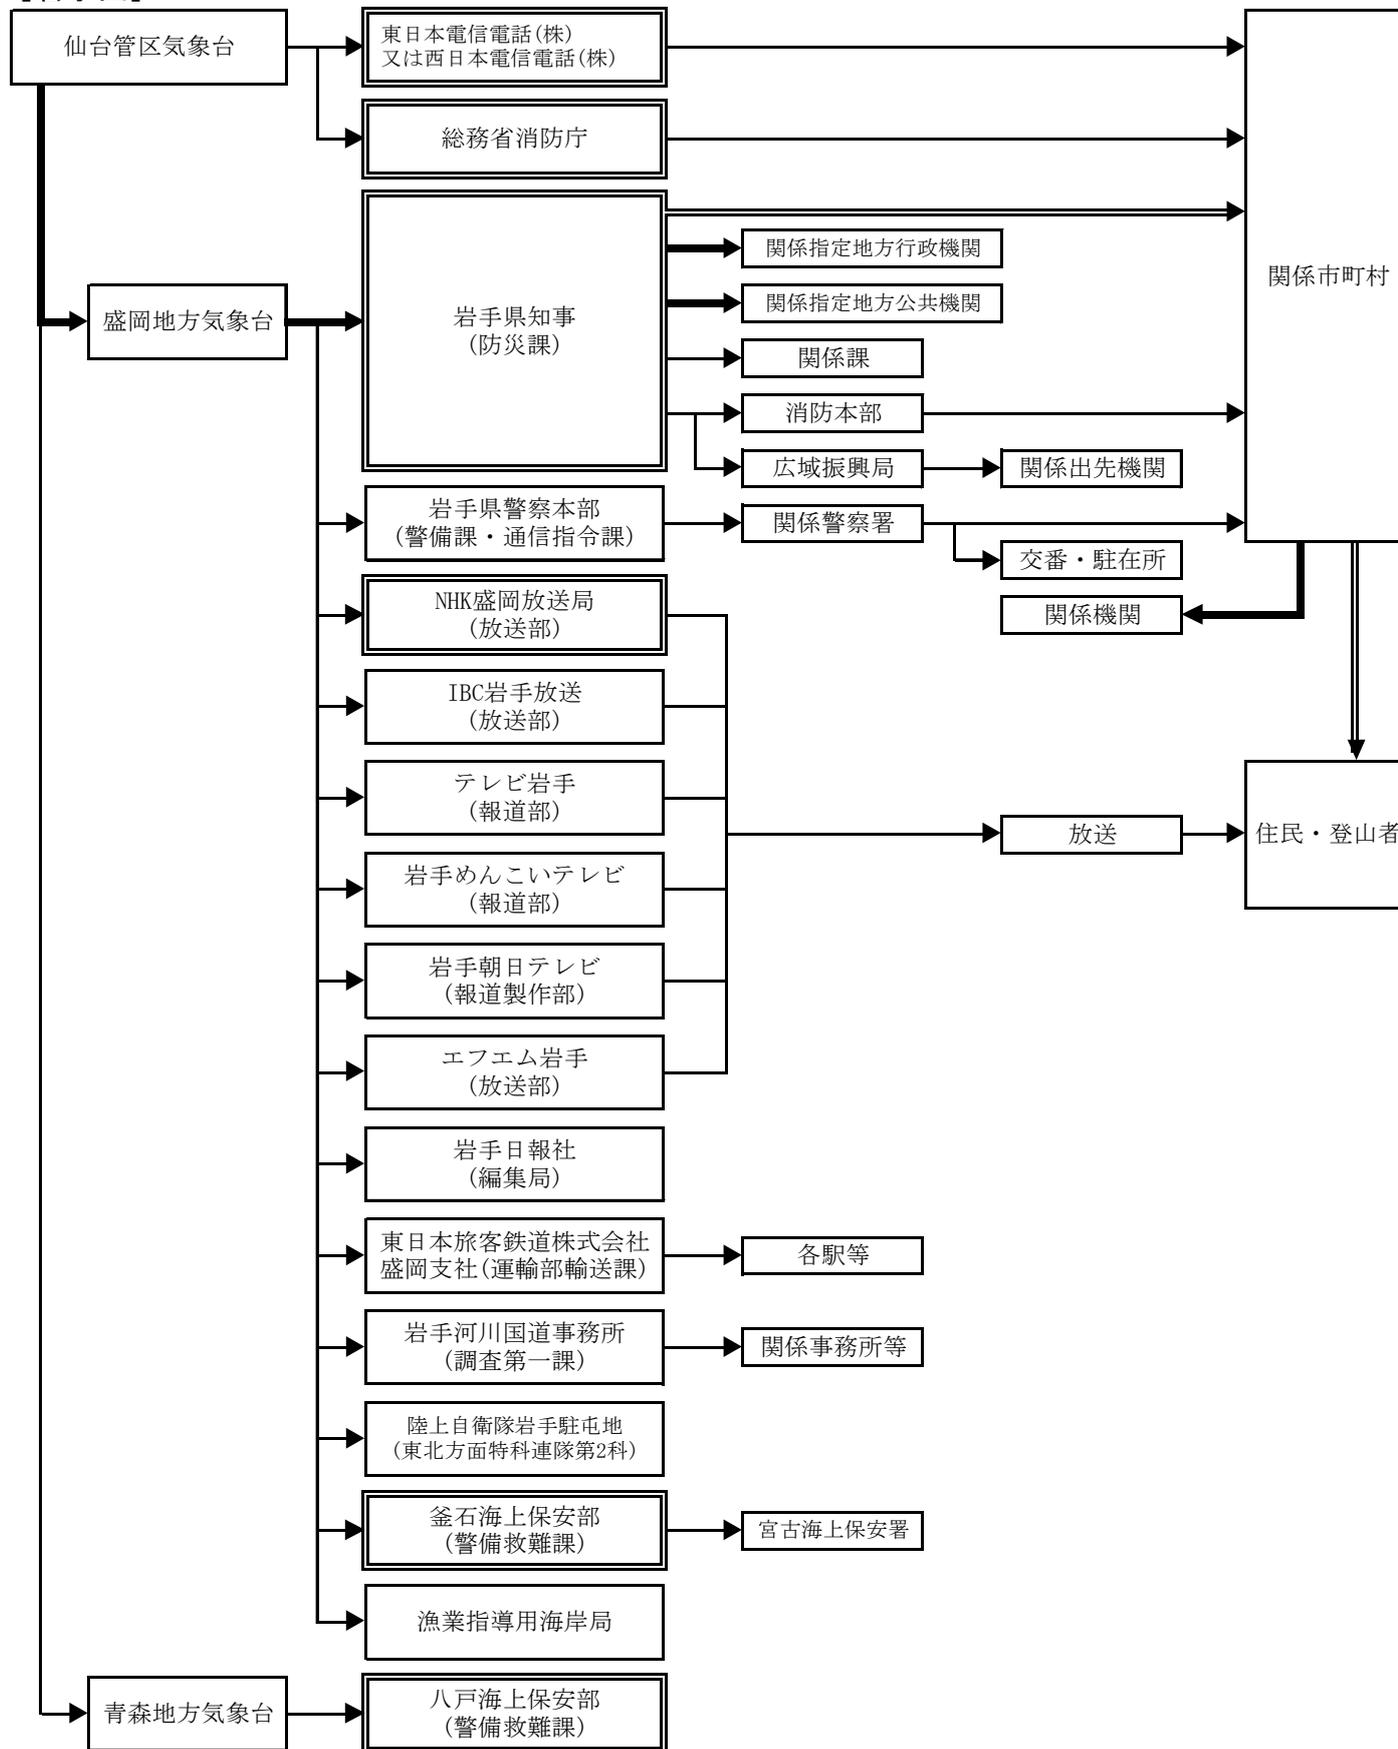 仙台管区気象台
東日本電信電話(株)
又は西日本電信電話(株)
総務省消防庁
関係市町村
盛岡地方気象台
岩手県知事
(防災課)
関係指定地方行政機関
関係指定地方公共機関
関係課
消防本部
広域振興局
関係出先機関
岩手県警察本部
(警備課・通信指令課)
関係警察署
交番・駐在所
関係機関
NHK盛岡放送局
(放送部)
IBC岩手放送
(放送部)
テレビ岩手
(報道部)
放送
住民・登山者
岩手めんこいテレビ
(報道部)
岩手朝日テレビ
(報道製作部)
エフエム岩手
(放送部)
岩手日報社
(編集局)
東日本旅客鉄道株式会社
盛岡支社(運輸部輸送課)
各駅等
岩手河川国道事務所
(調査第一課)
関係事務所等
陸上自衛隊岩手駐屯地
(東北方面特科連隊第2科)
釜石海上保安部
(警備救難課)
宮古海上保安署
漁業指導用海岸局
青森地方気象台
八戸海上保安部
(警備救難課)